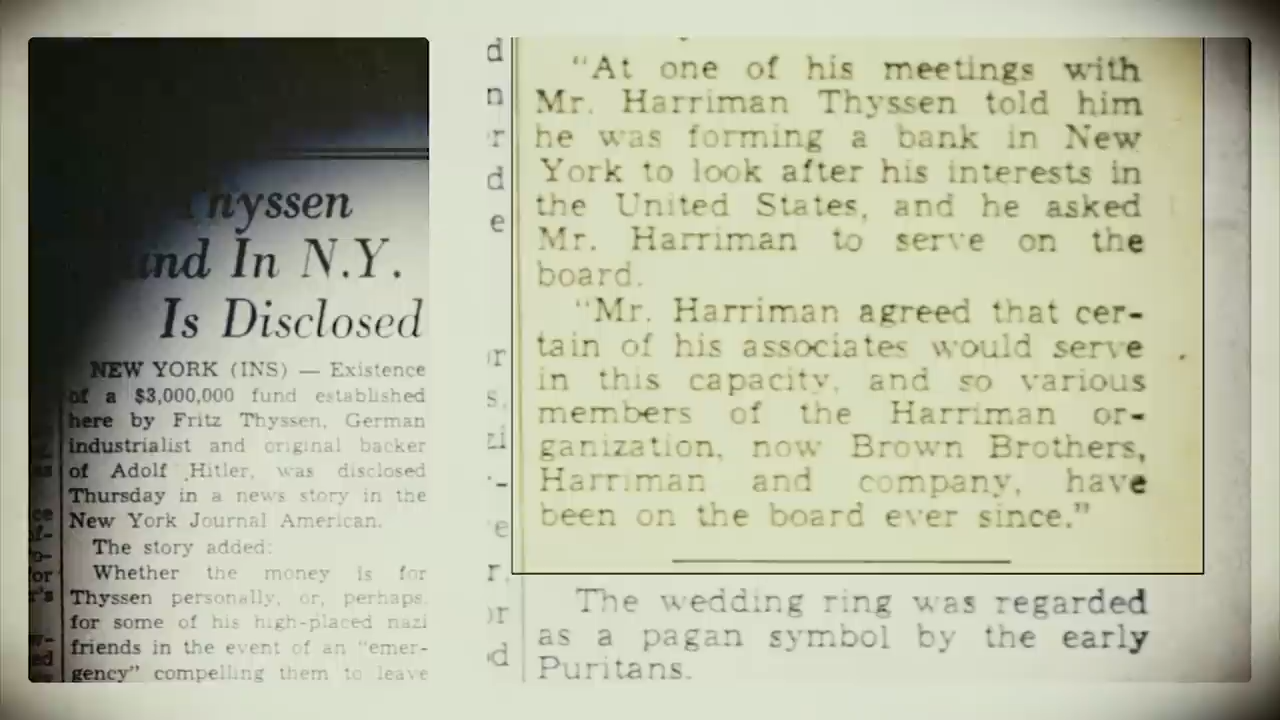 Thyssen
In N.Y.
Is Disclosed
NEW YORK (INS) — Existence
of a $3,000,000 fund established
here by Fritz Thyssen, German
industrialist and original backer
of Adolf Hitler, was disclosed
Thursday in a news story in the
New York Journal American.
The story added:
Whether the money is for
Thyssen personally, or, perhaps,
for some of his high-placed nazi
friends in the event of an "emer-
gency" compelling them to leave
"At one of his meetings with
Mr. Harriman Thyssen told him
he was forming a bank in New
York to look after his interests in
the United States, and he asked
Mr. Harriman to serve on the
board.
"Mr. Harriman agreed that cer-
tain of his associates would serve
in this capacity, and so various
members of the Harriman or-
ganization, now Brown Brothers,
Harriman and company, have
been on the board ever since."
The wedding ring was regarded
as a pagan symbol by the early
Puritans.